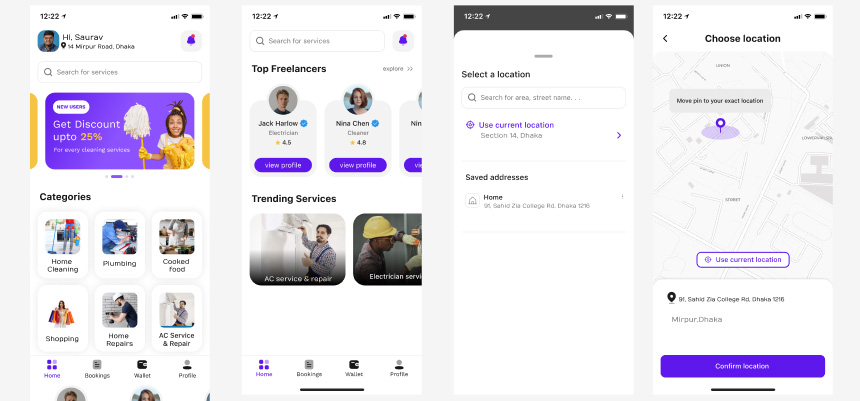 12:22
Hi, Saurav
14 Mirpur Road, Dhaka
Search for services
NEW USERS
Get Discount
upto 25%
For every cleaning services
Categories
Home
Cleaning
Plumbing
Cooked
food
Shopping
Home
Repairs
AC Service
& Repair
Home
Bookings
Wallet
Profile
12:22
Search for services
Top Freelancers
explore >>
Jack Harlow
Electrician
4.5
view profile
Nina Chen
Cleaner
4.8
view profile
Nin
vi
Trending Services
AC service & repair
Electrician servi
Home
Bookings
Wallet
Profile
12:22
Select a location
Search for area, street name. . .
Use current location
Section 14, Dhaka
Saved addresses
Home
91, Sahid Zia Conege Rd, Dhaka 1216
12:22
Choose location
UNION
Move pin to your exact location
STREET
Use current location
91, Sahid Zia College Rd, Dhaka 1216
Mirpur,Dhaka
Confirm location